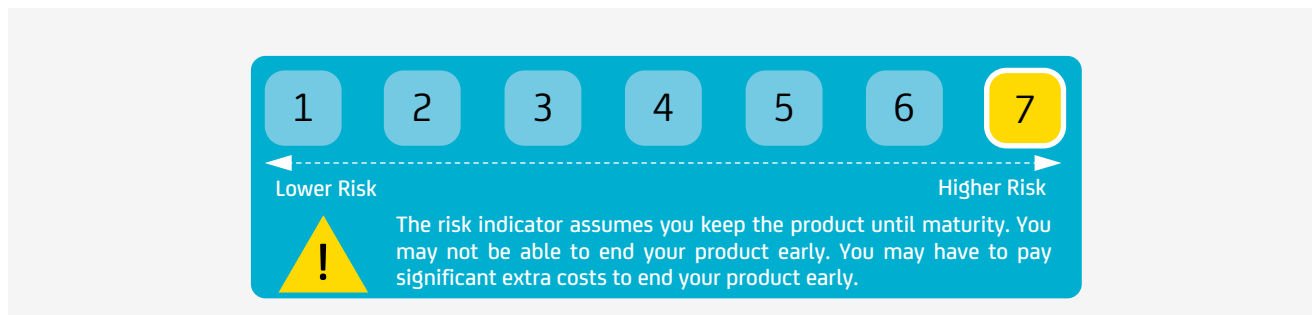 1 2 3 4 5 6 7
Lower Risk Higher Risk
The risk indicator assumes you keep the product until maturity. You
may not be able to end your product early. You may have to pay
significant extra costs to end your product early.
!